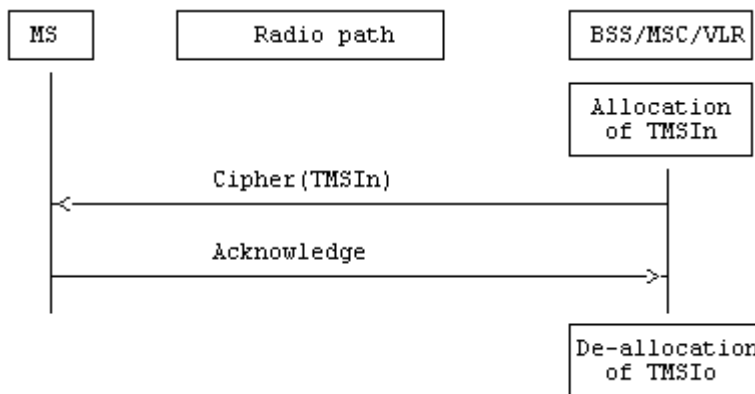 MS
Radio path
BSS/MSC/VLR
Allocation
of TMSIn
Cipher(TMSIn)
Acknowledge
De-allocation
of TMSIo